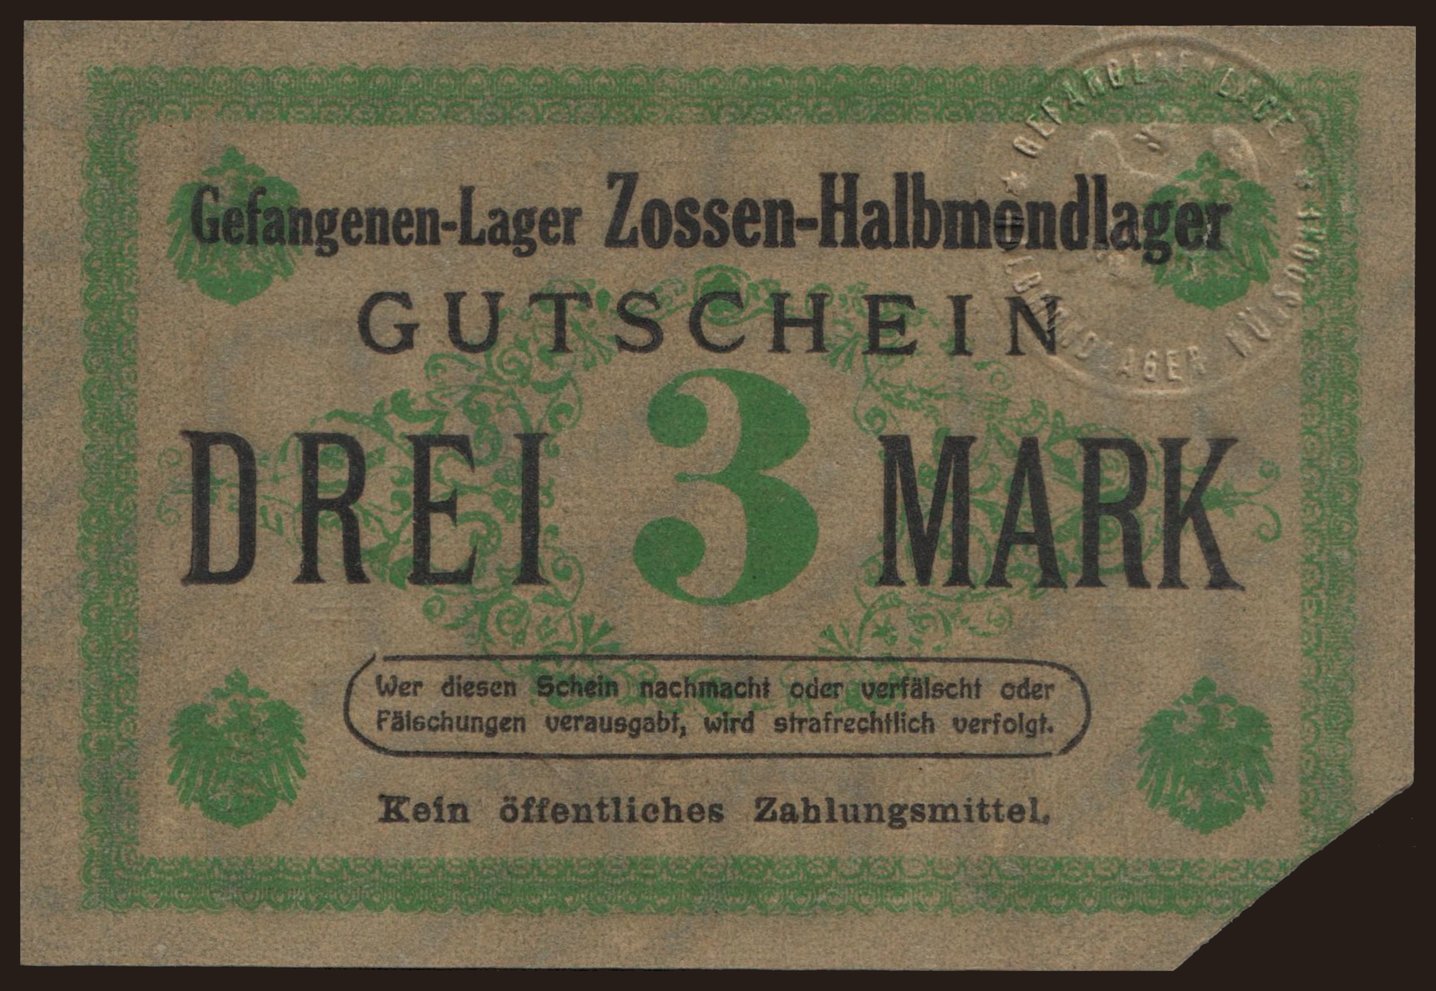 Gefangenen-Lager Zossen-Halbmondlager
GUTSCHEIN
DREI 3 MARK
Wer diesen Schein nachmacht oder verfälscht oder
Fälschungen verausgabt, wird strafrechtlich verfolgt.
Kein öffentliches Zahlungsmittel.